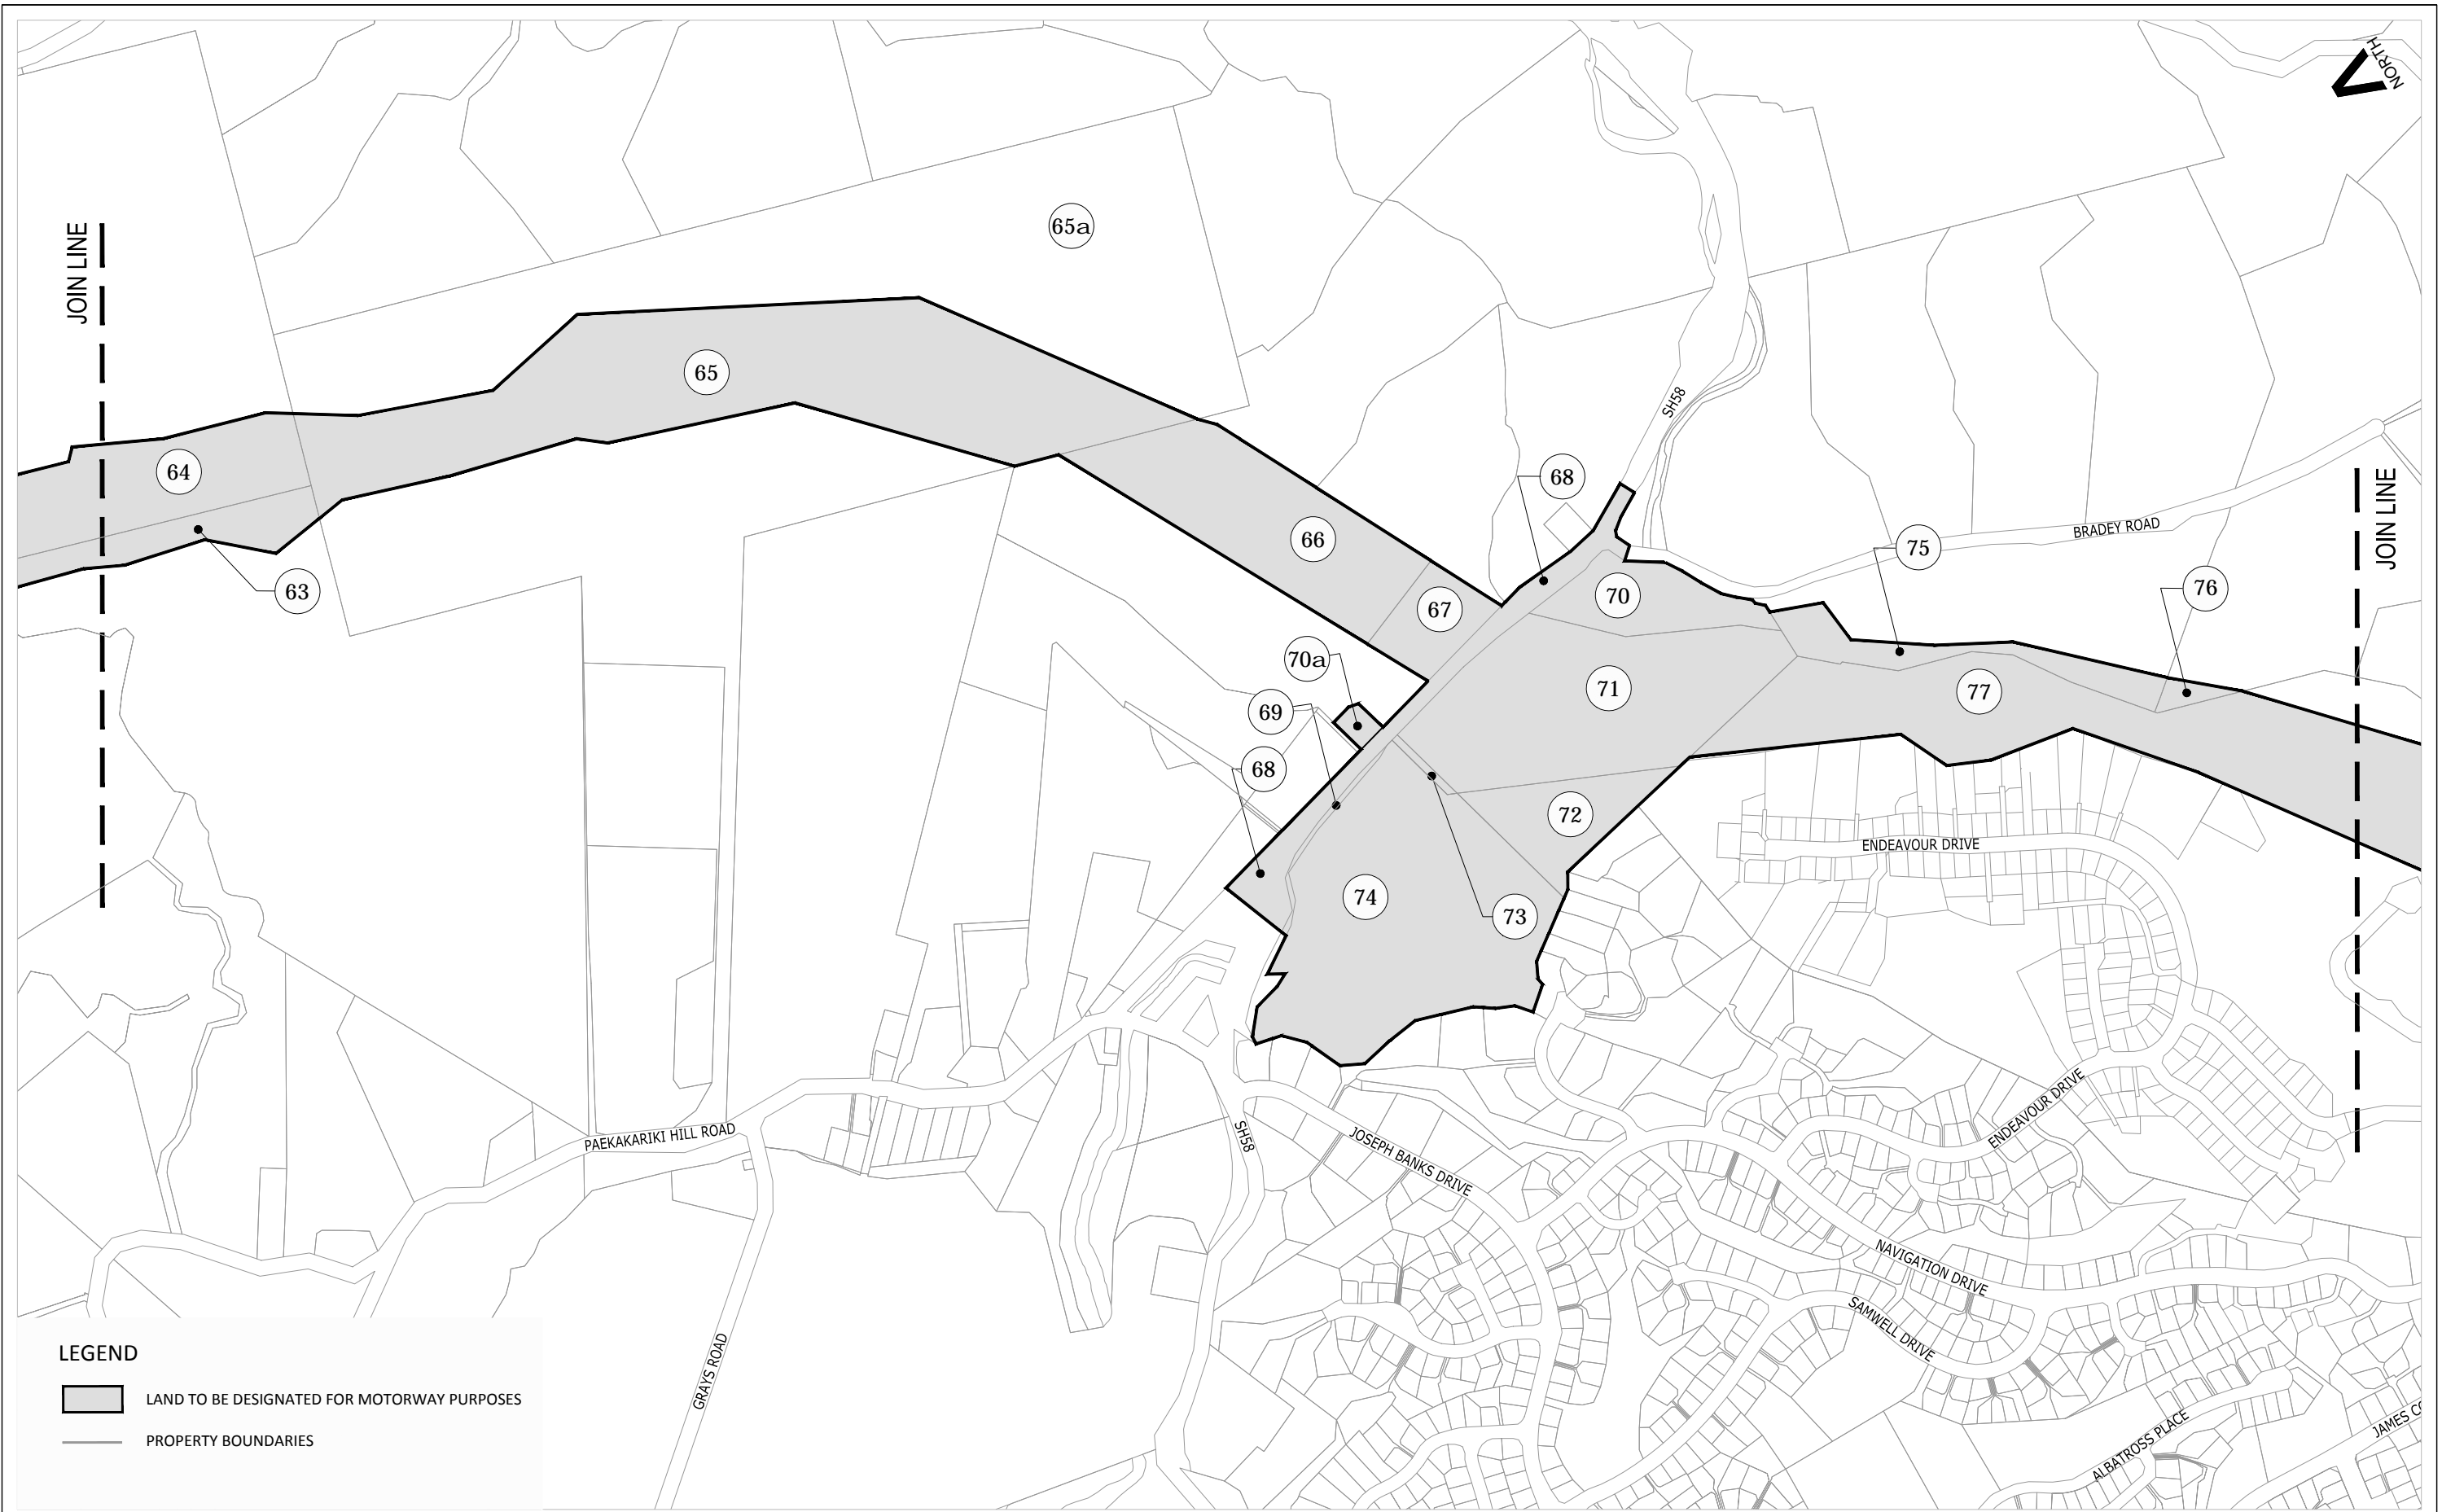 NORTH
JOIN LINE
65a
65
64
63
66
67
68
SH58
70
75
BRADEY ROAD
76
JOIN LINE
70a
69
68
71
77
72
73
74
ENDEAVOUR DRIVE
PAEKAKARIKI HILL ROAD
SH58
JOSEPH BANKS DRIVE
ENDEAVOUR DRIVE
NAVIGATION DRIVE
SAMWELL DRIVE
GRAYS ROAD
ALBATROSS PLACE
JAMES C
LEGEND
LAND TO BE DESIGNATED FOR MOTORWAY PURPOSES
PROPERTY BOUNDARIES